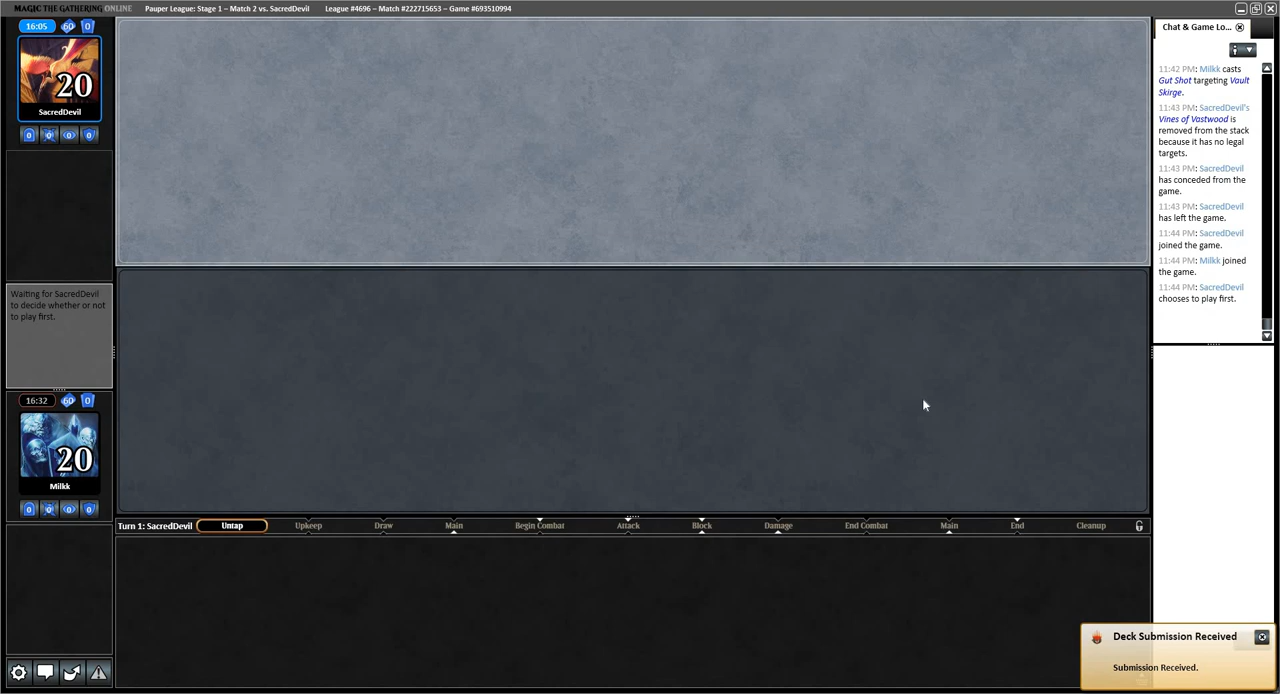 MAGIC THE GATHERING ONLINE Pauper League: Stage 1 – Match 2 vs. SacredDevil League #4696 – Match #222715653 – Game #693510994
16:05 60 0
20
SacredDevil
0 0 0 0
Waiting for SacredDevil
to decide whether or not
to play first.
16:32 60 0
20
Milkk
0 0 0 0
Turn 1: SacredDevil Untap Upkeep Draw Main Begin Combat Attack Block Damage End Combat Main End Cleanup
Chat & Game Lo...
11:42 PM: Milkk casts
Gut Shot targeting Vault
Skirge.
11:43 PM: SacredDevil's
Vines of Vastwood is
removed from the stack
because it has no legal
targets.
11:43 PM: SacredDevil
has conceded from the
game.
11:43 PM: SacredDevil
has left the game.
11:44 PM: SacredDevil
joined the game.
11:44 PM: Milkk joined
the game.
11:44 PM: SacredDevil
chooses to play first.
Deck Submission Received
Submission Received.